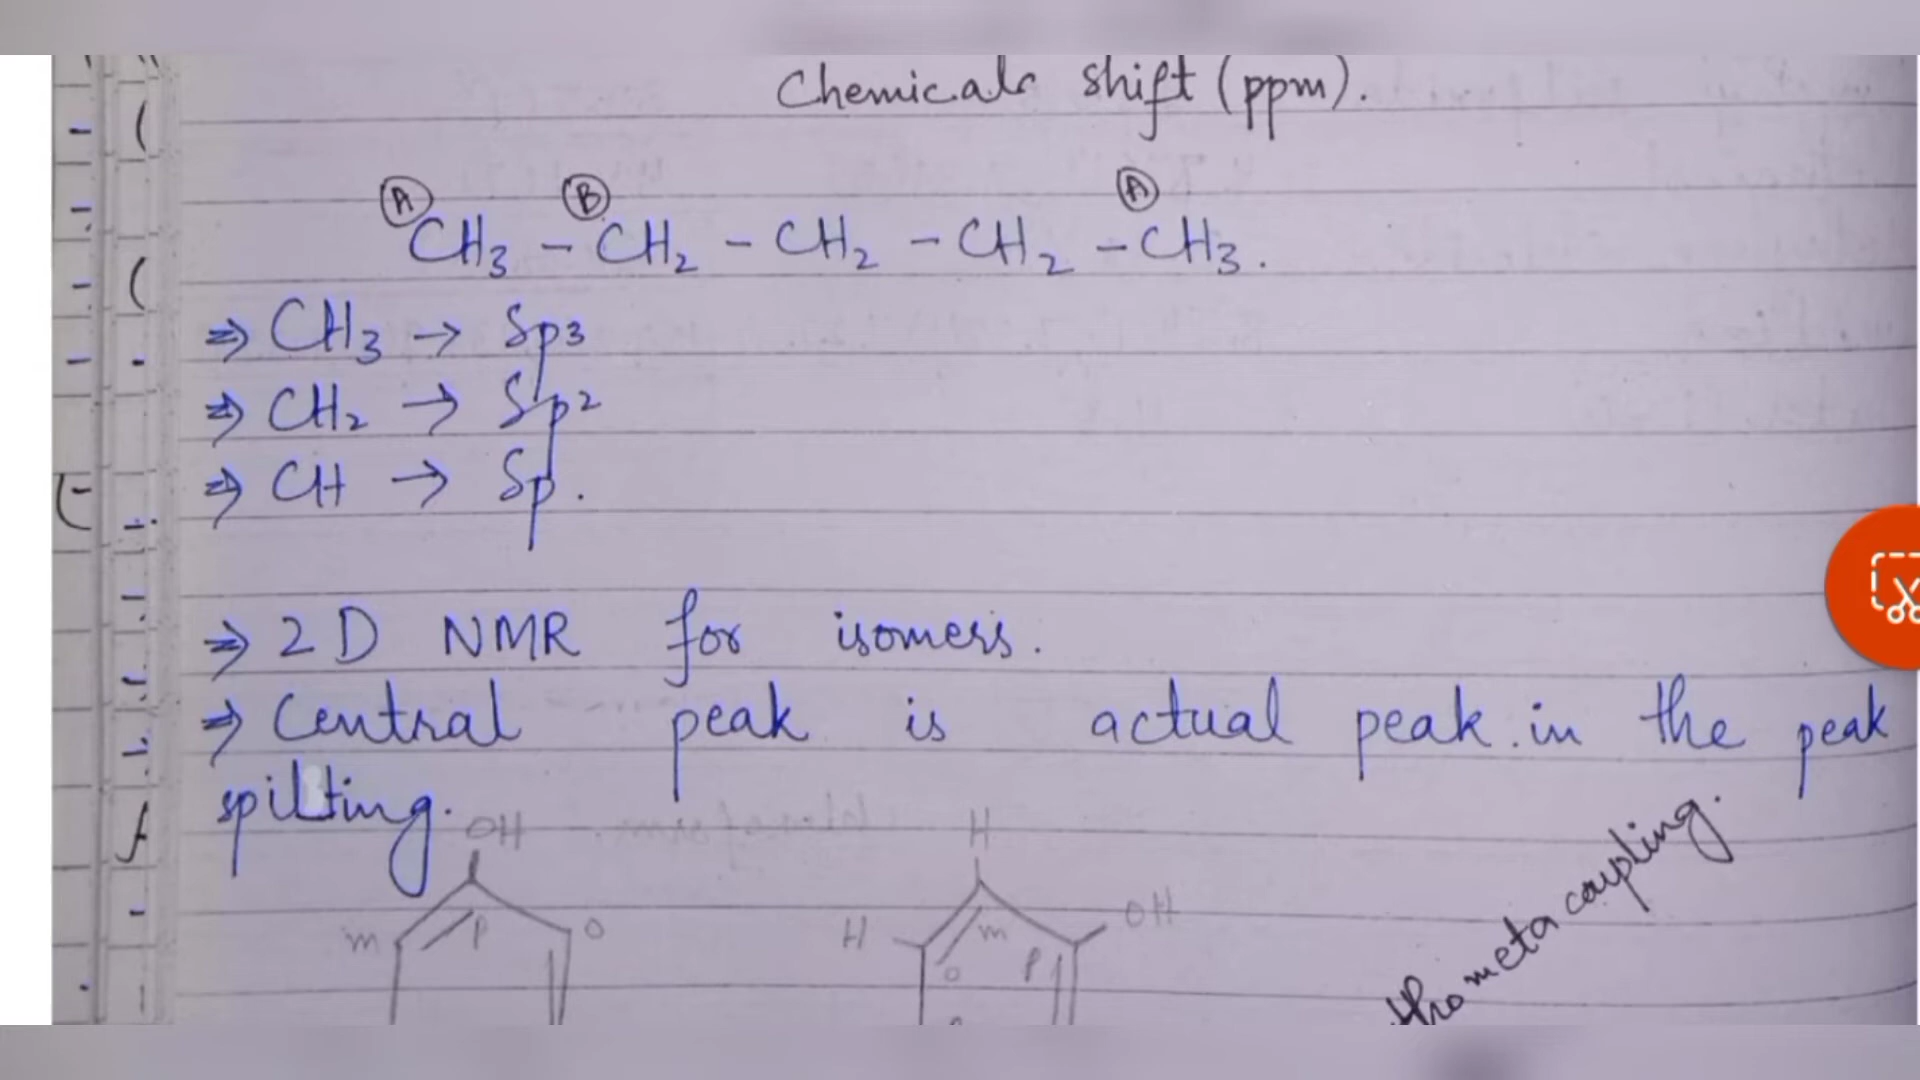 Chemicals shift (ppm).
A B A
CH3 - CH2 - CH2 - CH2 - CH3.
⇒ CH3 → Sp3
⇒ CH2 → Sp2
⇒ CH → Sp.
⇒ 2D NMR for isomers.
⇒ Central peak is actual peak in the peak
spilting.
OH H
m P O H m OH
o P
meta coupling.